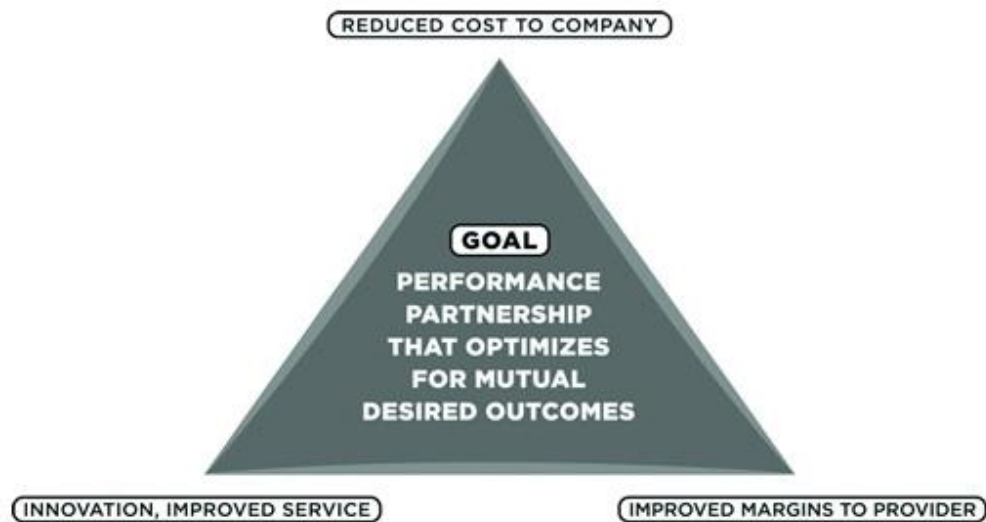 REDUCED COST TO COMPANY
GOAL
PERFORMANCE
PARTNERSHIP
THAT OPTIMIZES
FOR MUTUAL
DESIRED OUTCOMES
INNOVATION, IMPROVED SERVICE
IMPROVED MARGINS TO PROVIDER